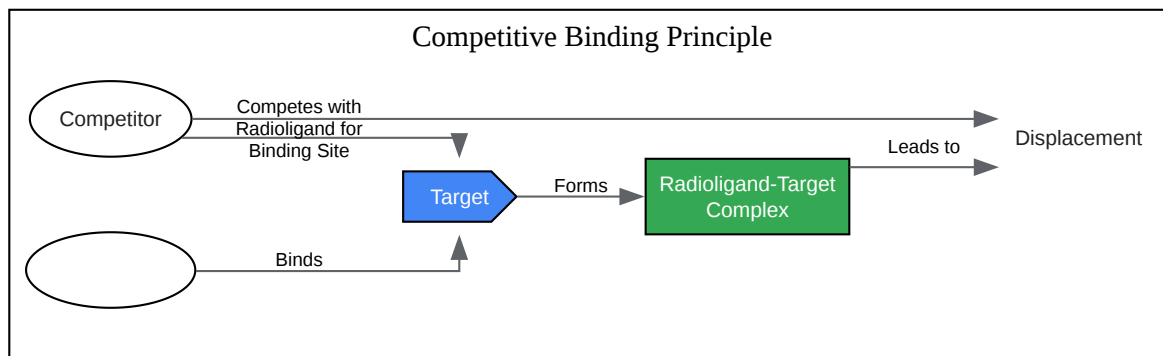 Competitive Binding Principle
Competitor
Competes with
Radioligand for
Binding Site
Displacement
Leads to
Target
Forms
Radioligand-Target
Complex
Binds